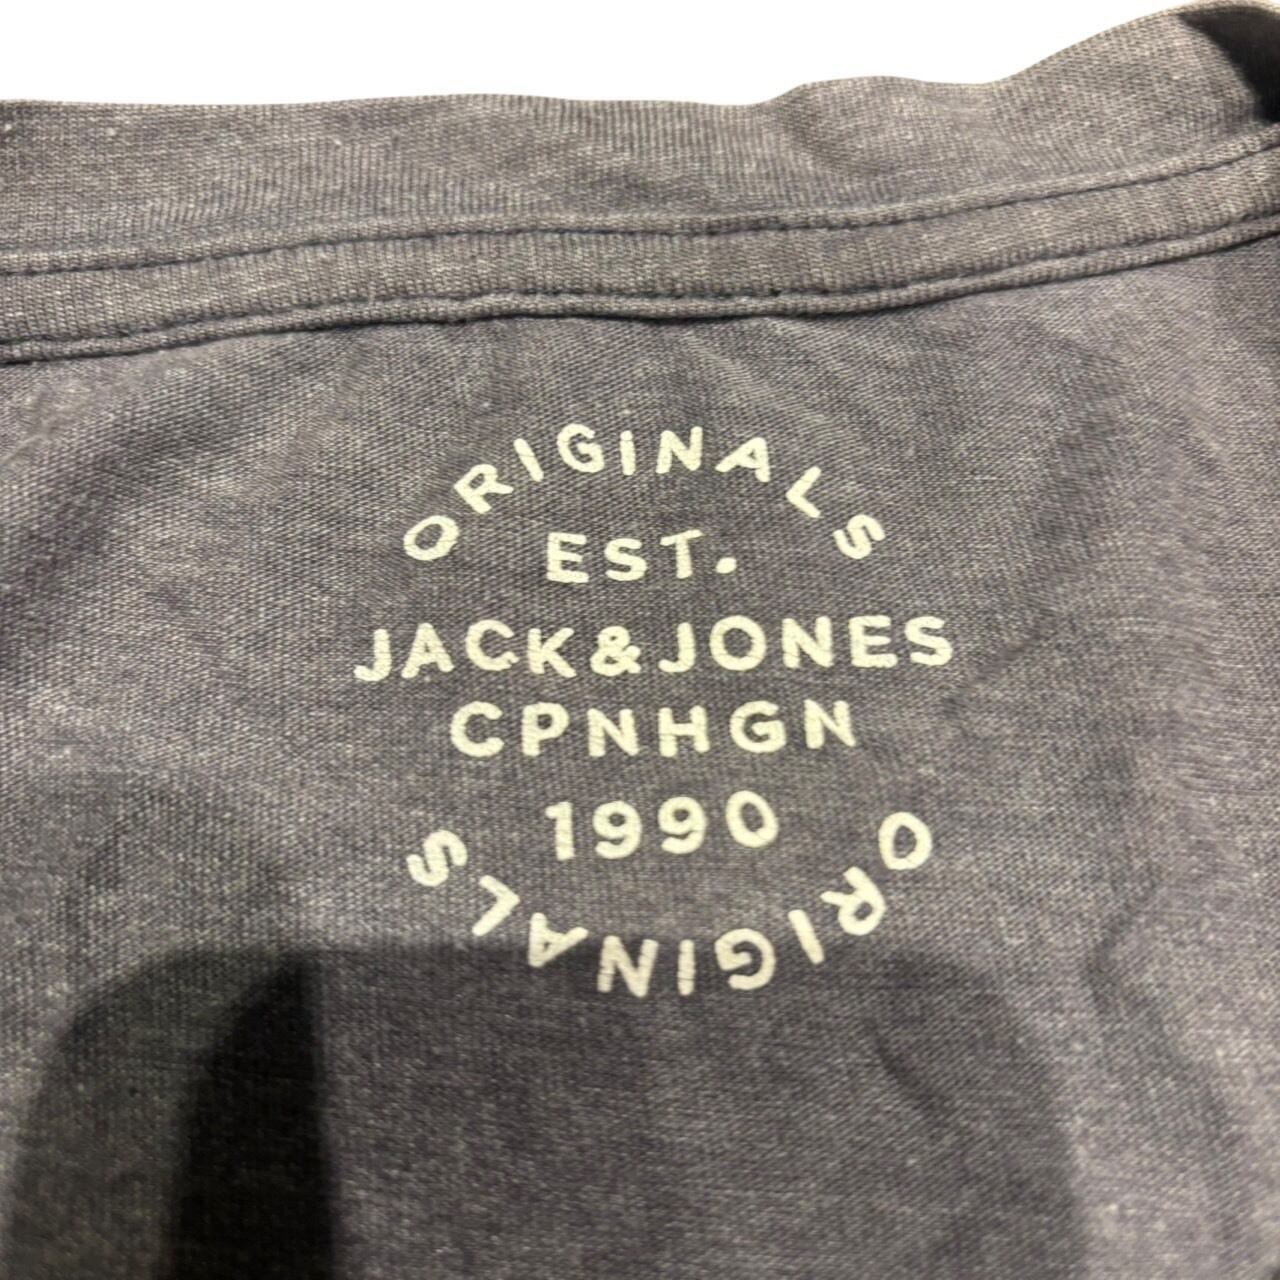 ORIGINALS
EST.
JACK&JONES
CPNHGN
1990
ORIGINALS